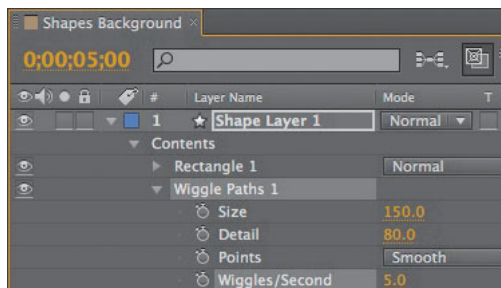 Shapes Background ×
0;00;05;00
# Layer Name Mode T
1 Shape Layer 1 Normal
Contents
Rectangle 1 Normal
Wiggle Paths 1
Size 150.0
Detail 80.0
Points Smooth
Wiggles/Second 5.0